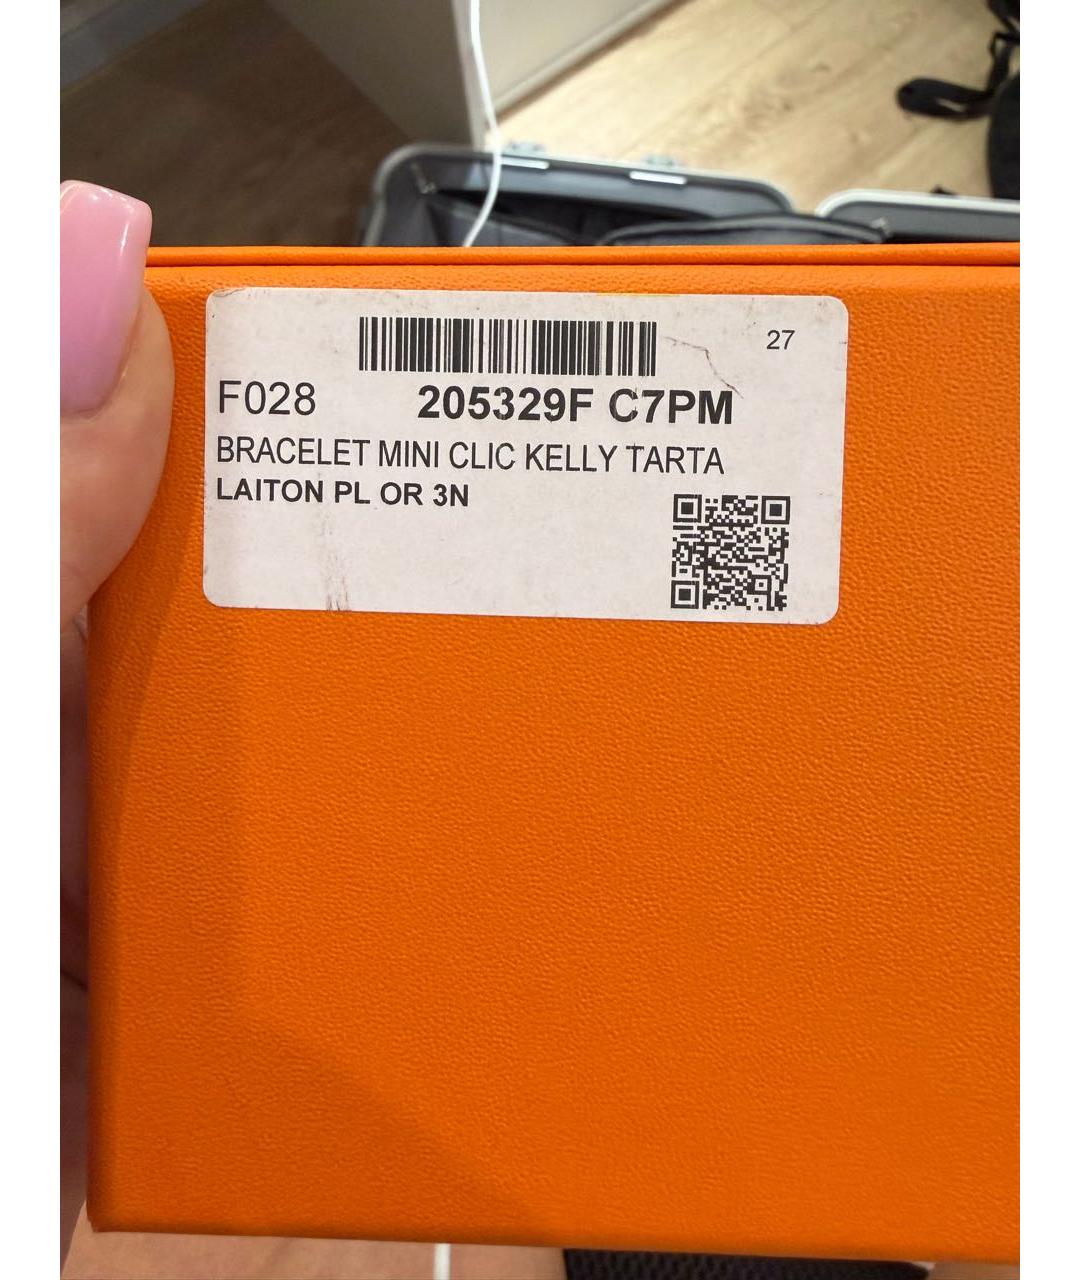 27
F028 205329F C7PM
BRACELET MINI CLIC KELLY TARTA
LAITON PL OR 3N